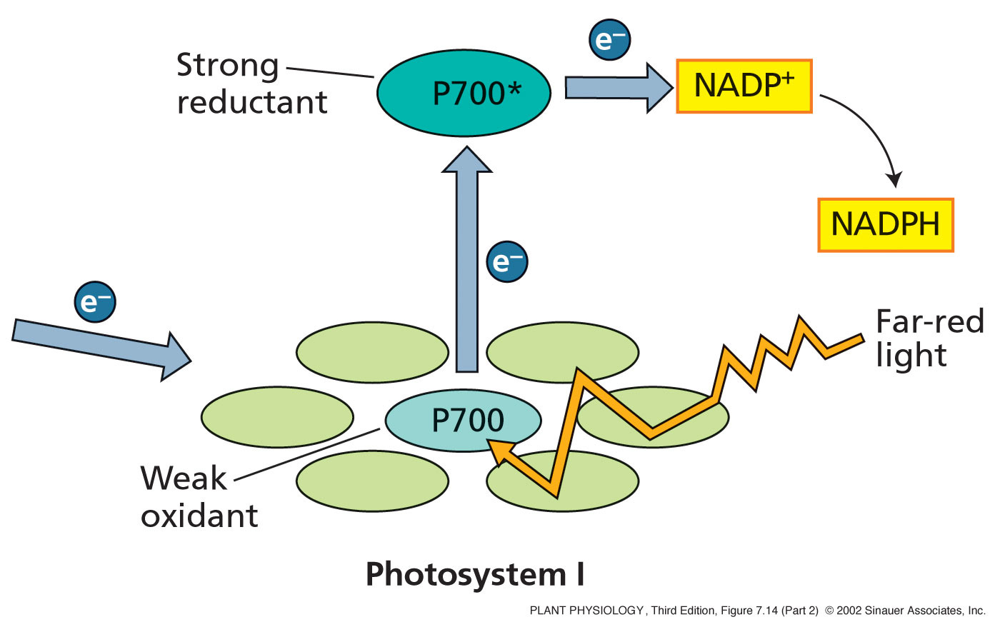 e–
Strong
reductant
P700*
NADP+
NADPH
e–
e–
Far-red
light
P700
Weak
oxidant
Photosystem I
PLANT PHYSIOLOGY, Third Edition, Figure 7.14 (Part 2) © 2002 Sinauer Associates, Inc.